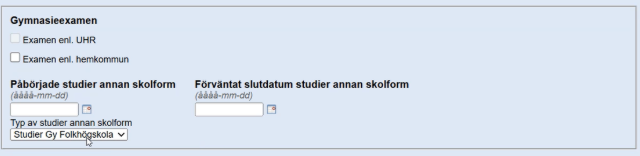 Gymnasieexamen
Examen enl. UHR
Examen enl. hemkommun
Påbörjade studier annan skolform Förväntat slutdatum studier annan skolform
(åååå-mm-dd) (åååå-mm-dd)
Typ av studier annan skolform
Studier Gy Folkhögskola